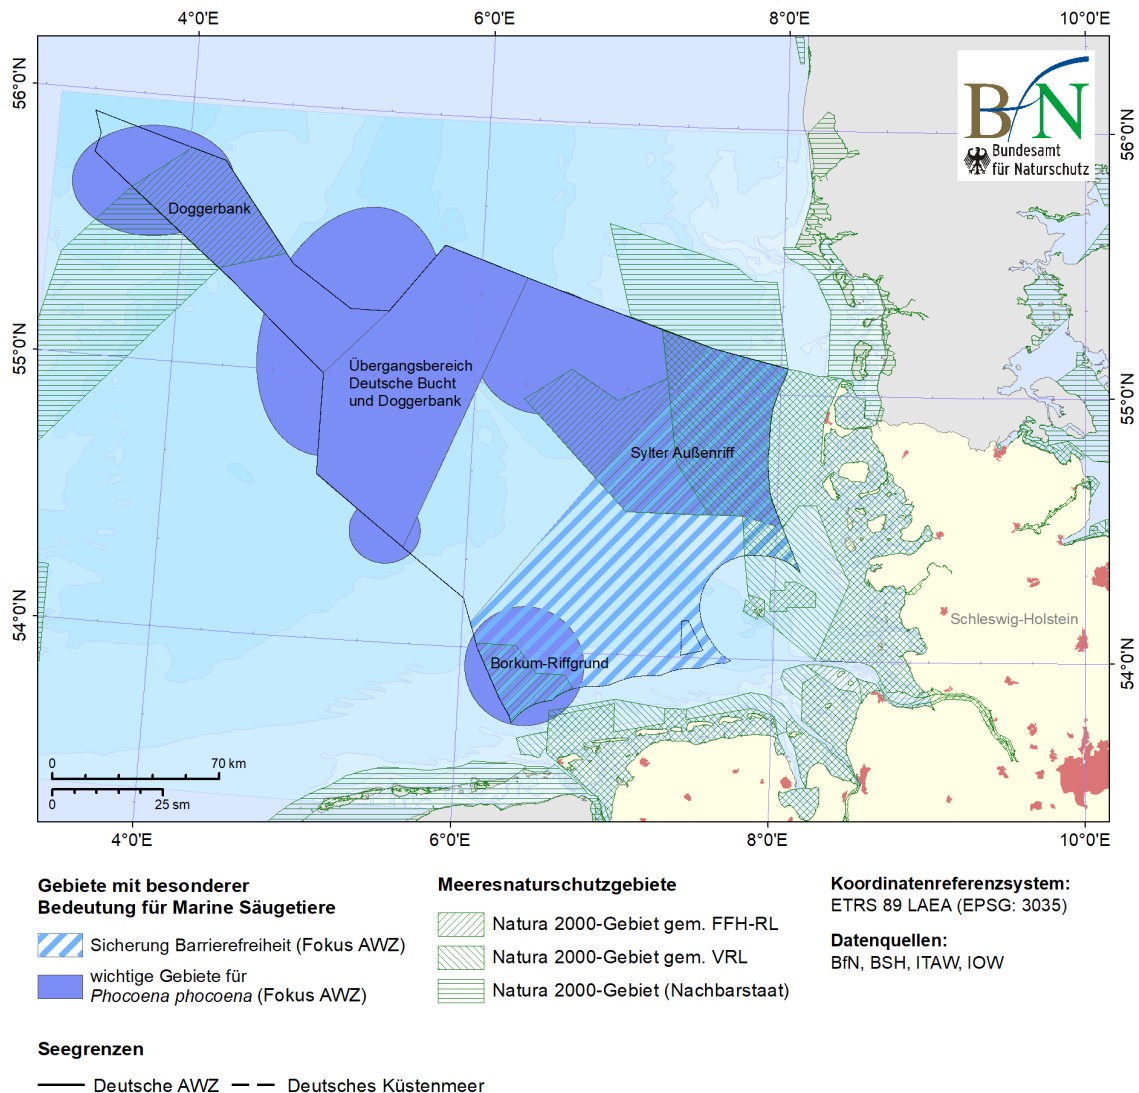 4°0'E 6°0'E 8°0'E 10°0'E
56°0'N
56°0'N
BfN
Bundesamt
für Naturschutz
Doggerbank
55°0'N
55°0'N
Übergangsbereich
Deutsche Bucht
und Doggerbank
Sylter Außenriff
54°0'N
54°0'N
Schleswig-Holstein
Borkum-Riffgrund
0 70 km
0 25 sm
4°0'E 6°0'E 8°0'E 10°0'E
Gebiete mit besonderer
Bedeutung für Marine Säugetiere
Sicherung Barrierefreiheit (Fokus AWZ)
wichtige Gebiete für
Phocoena phocoena (Fokus AWZ)
Meeresnaturschutzgebiete
Natura 2000-Gebiet gem. FFH-RL
Natura 2000-Gebiet gem. VRL
Natura 2000-Gebiet (Nachbarstaat)
Koordinatenreferenzsystem:
ETRS 89 LAEA (EPSG: 3035)
Datenquellen:
BfN, BSH, ITAW, IOW
Seegrenzen
Deutsche AWZ Deutsches Küstenmeer